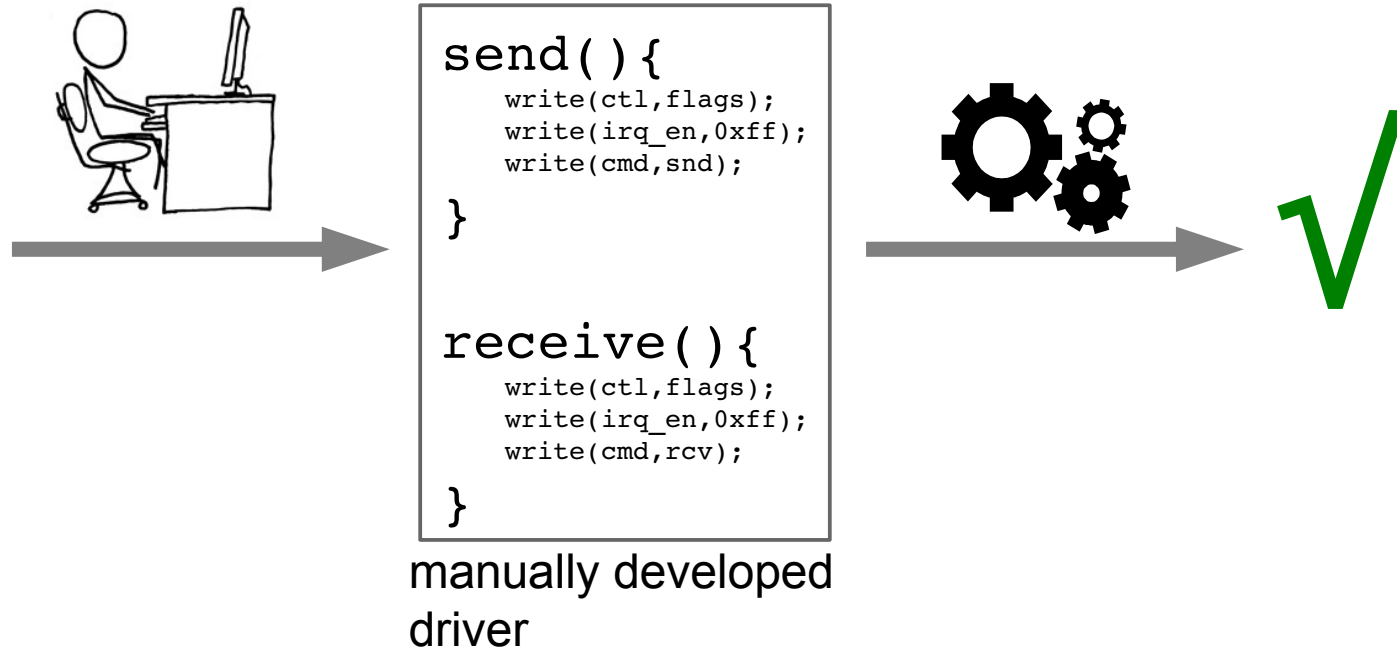 send(){
write(ctl,flags);
write(irq_en,0xff);
write(cmd,snd);
}
receive(){
write(ctl,flags);
write(irq_en,0xff);
write(cmd,rcv);
}
manually developed
driver